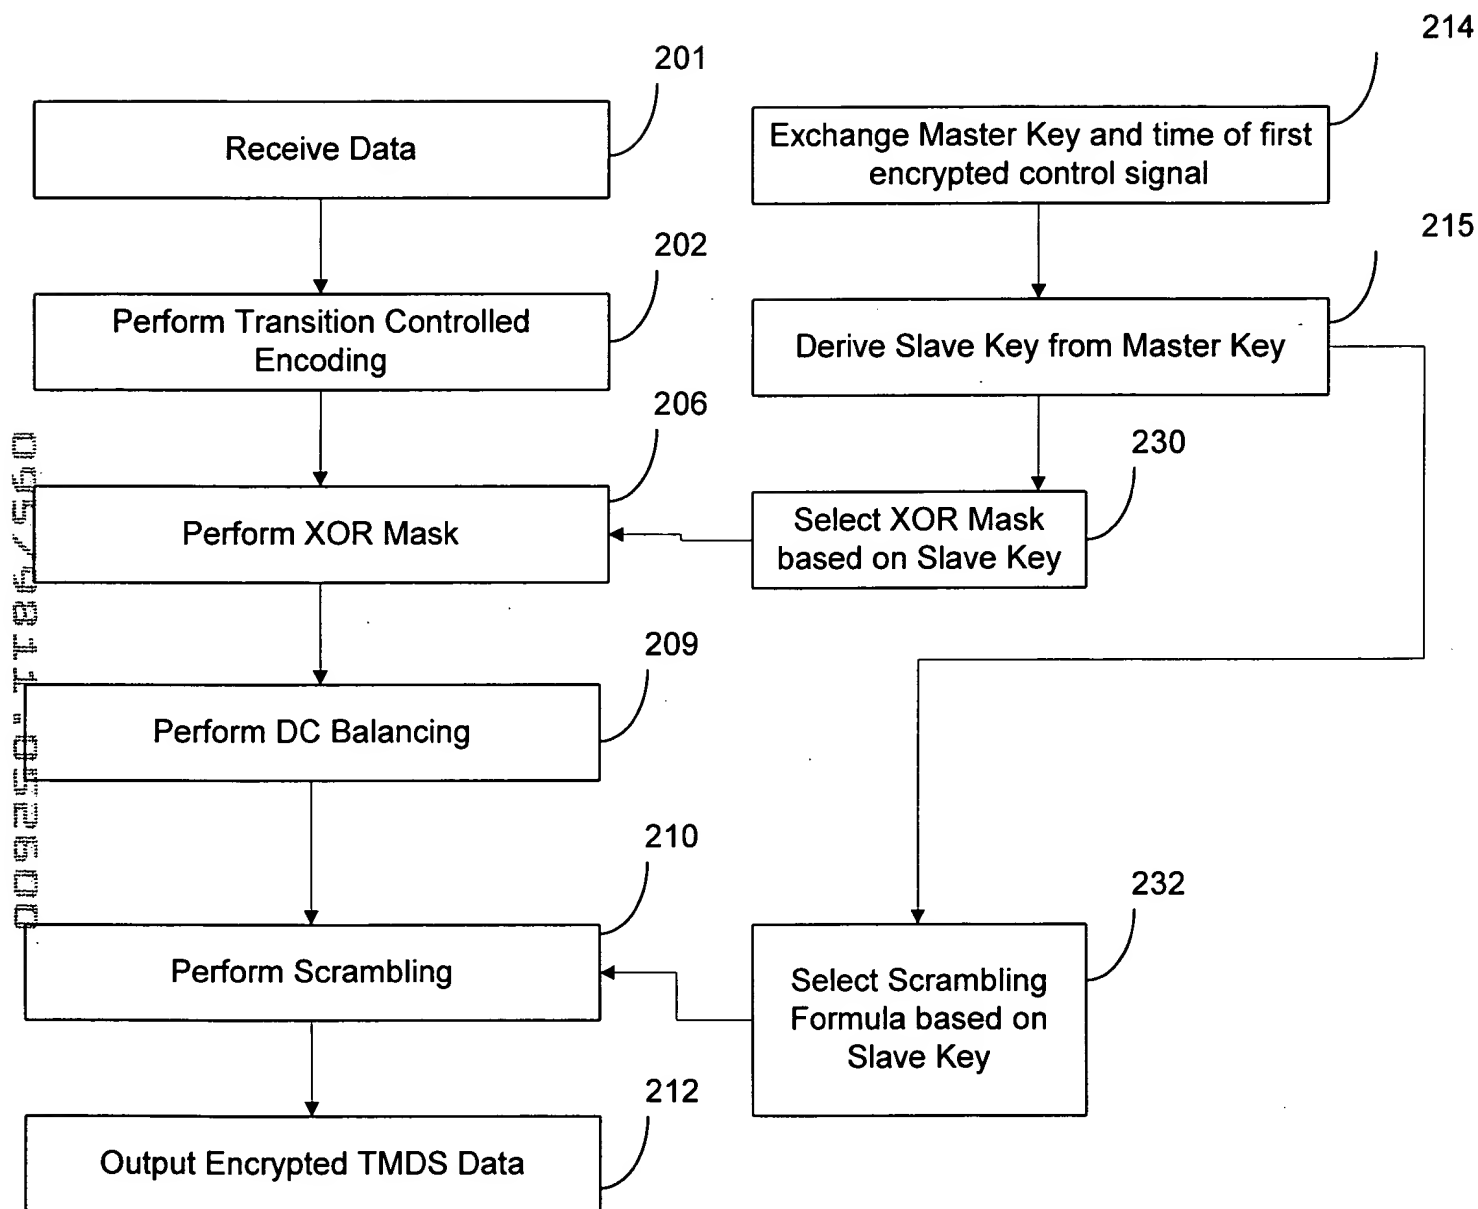 201
Receive Data
202
Perform Transition Controlled
Encoding
206
Perform XOR Mask
209
Perform DC Balancing
210
Perform Scrambling
212
Output Encrypted TMDS Data
214
Exchange Master Key and time of first
encrypted control signal
215
Derive Slave Key from Master Key
230
Select XOR Mask
based on Slave Key
232
Select Scrambling
Formula based on
Slave Key